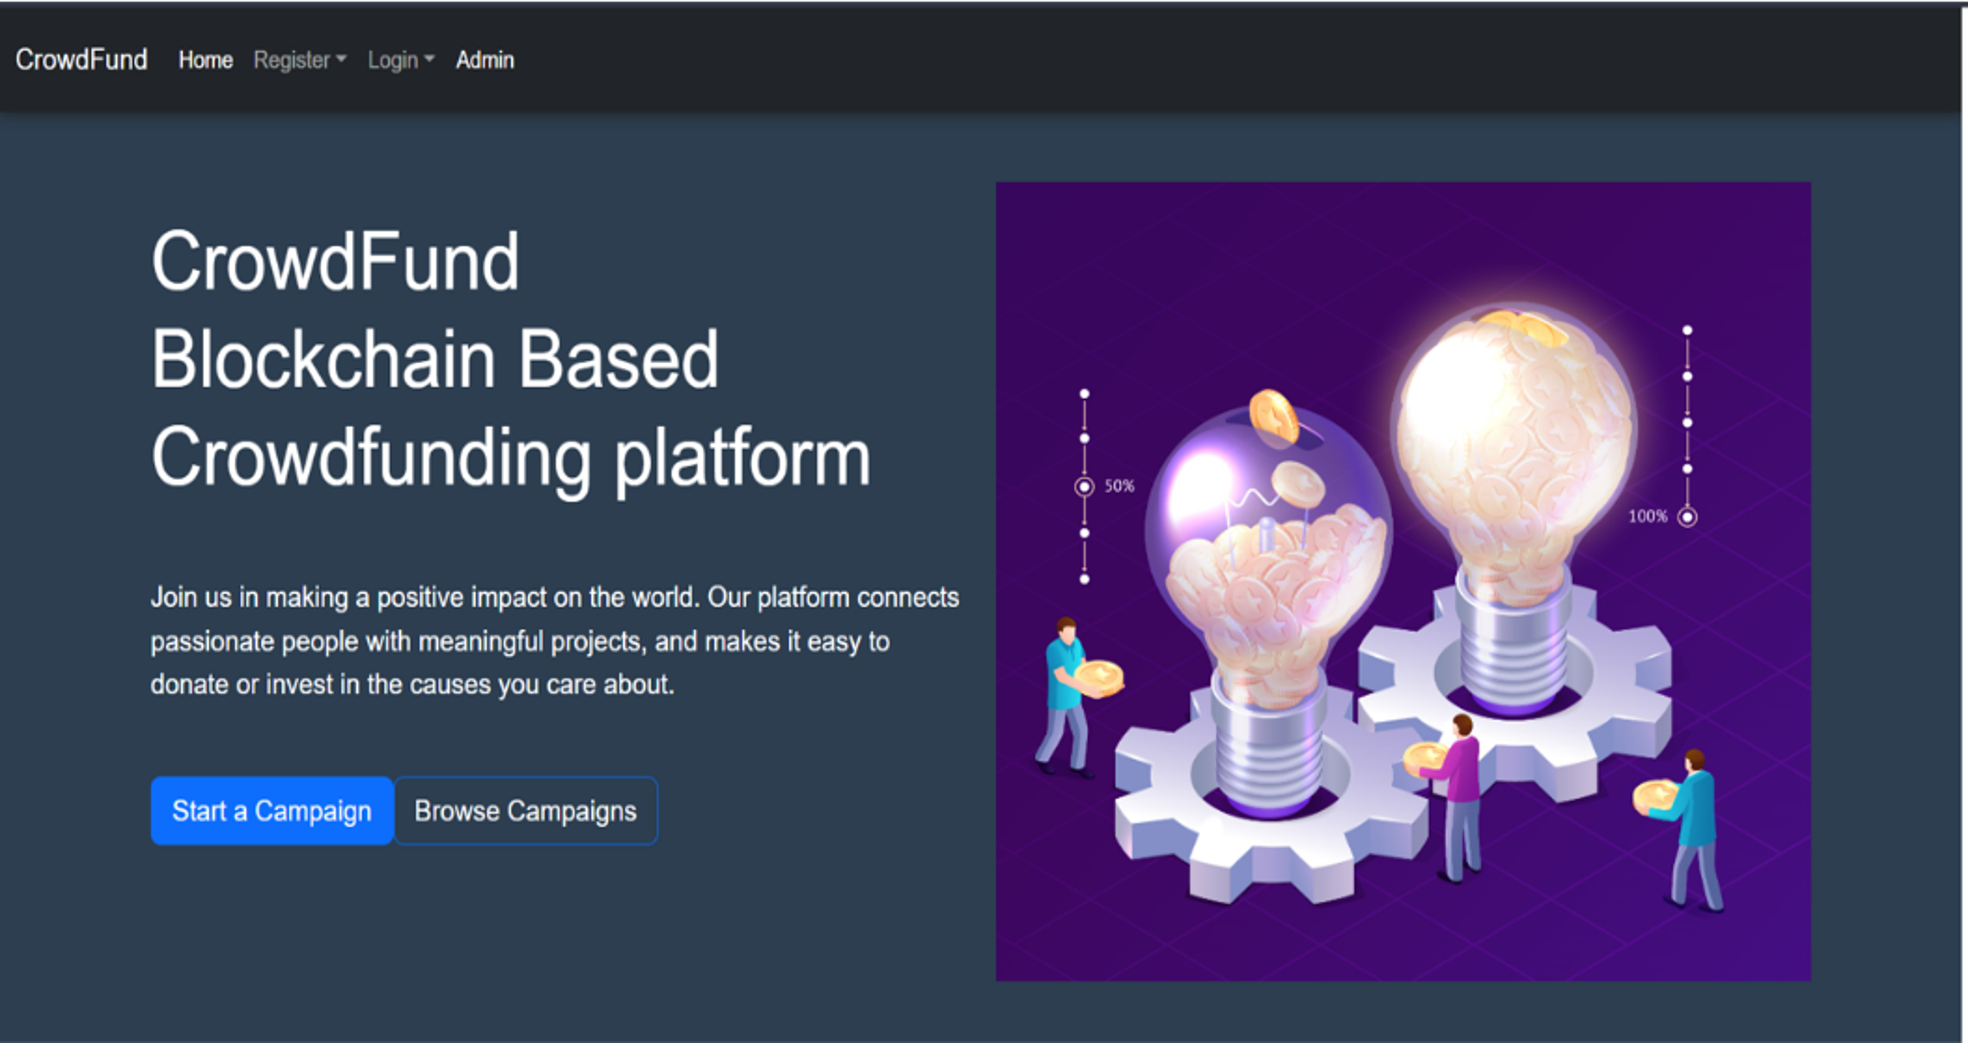 CrowdFund Home Register Login Admin
CrowdFund
Blockchain Based
Crowdfunding platform
Join us in making a positive impact on the world. Our platform connects
passionate people with meaningful projects, and makes it easy to
donate or invest in the causes you care about.
Start a Campaign Browse Campaigns
50%
100%